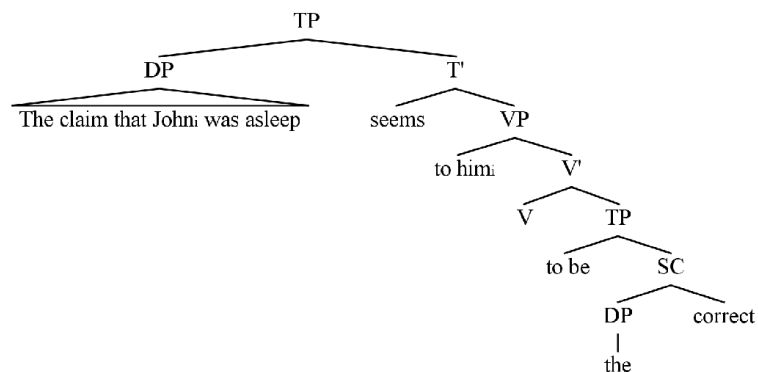 TP
DP T'
The claim that Johni was asleep seems VP
to himi V'
V TP
to be SC
DP correct
the